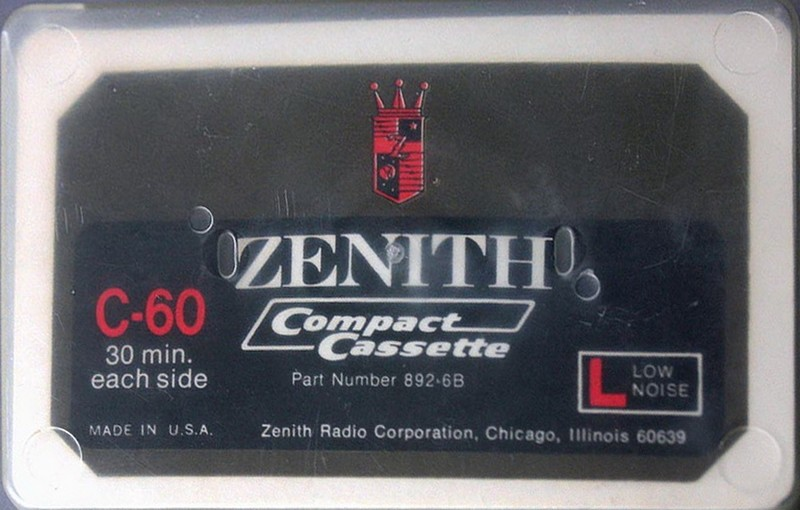 ZENITH
Compact
Cassette
C-60
30 min.
each side
Part Number 892-6B
L LOW
NOISE
MADE IN U.S.A.
Zenith Radio Corporation, Chicago, Illinois 60639